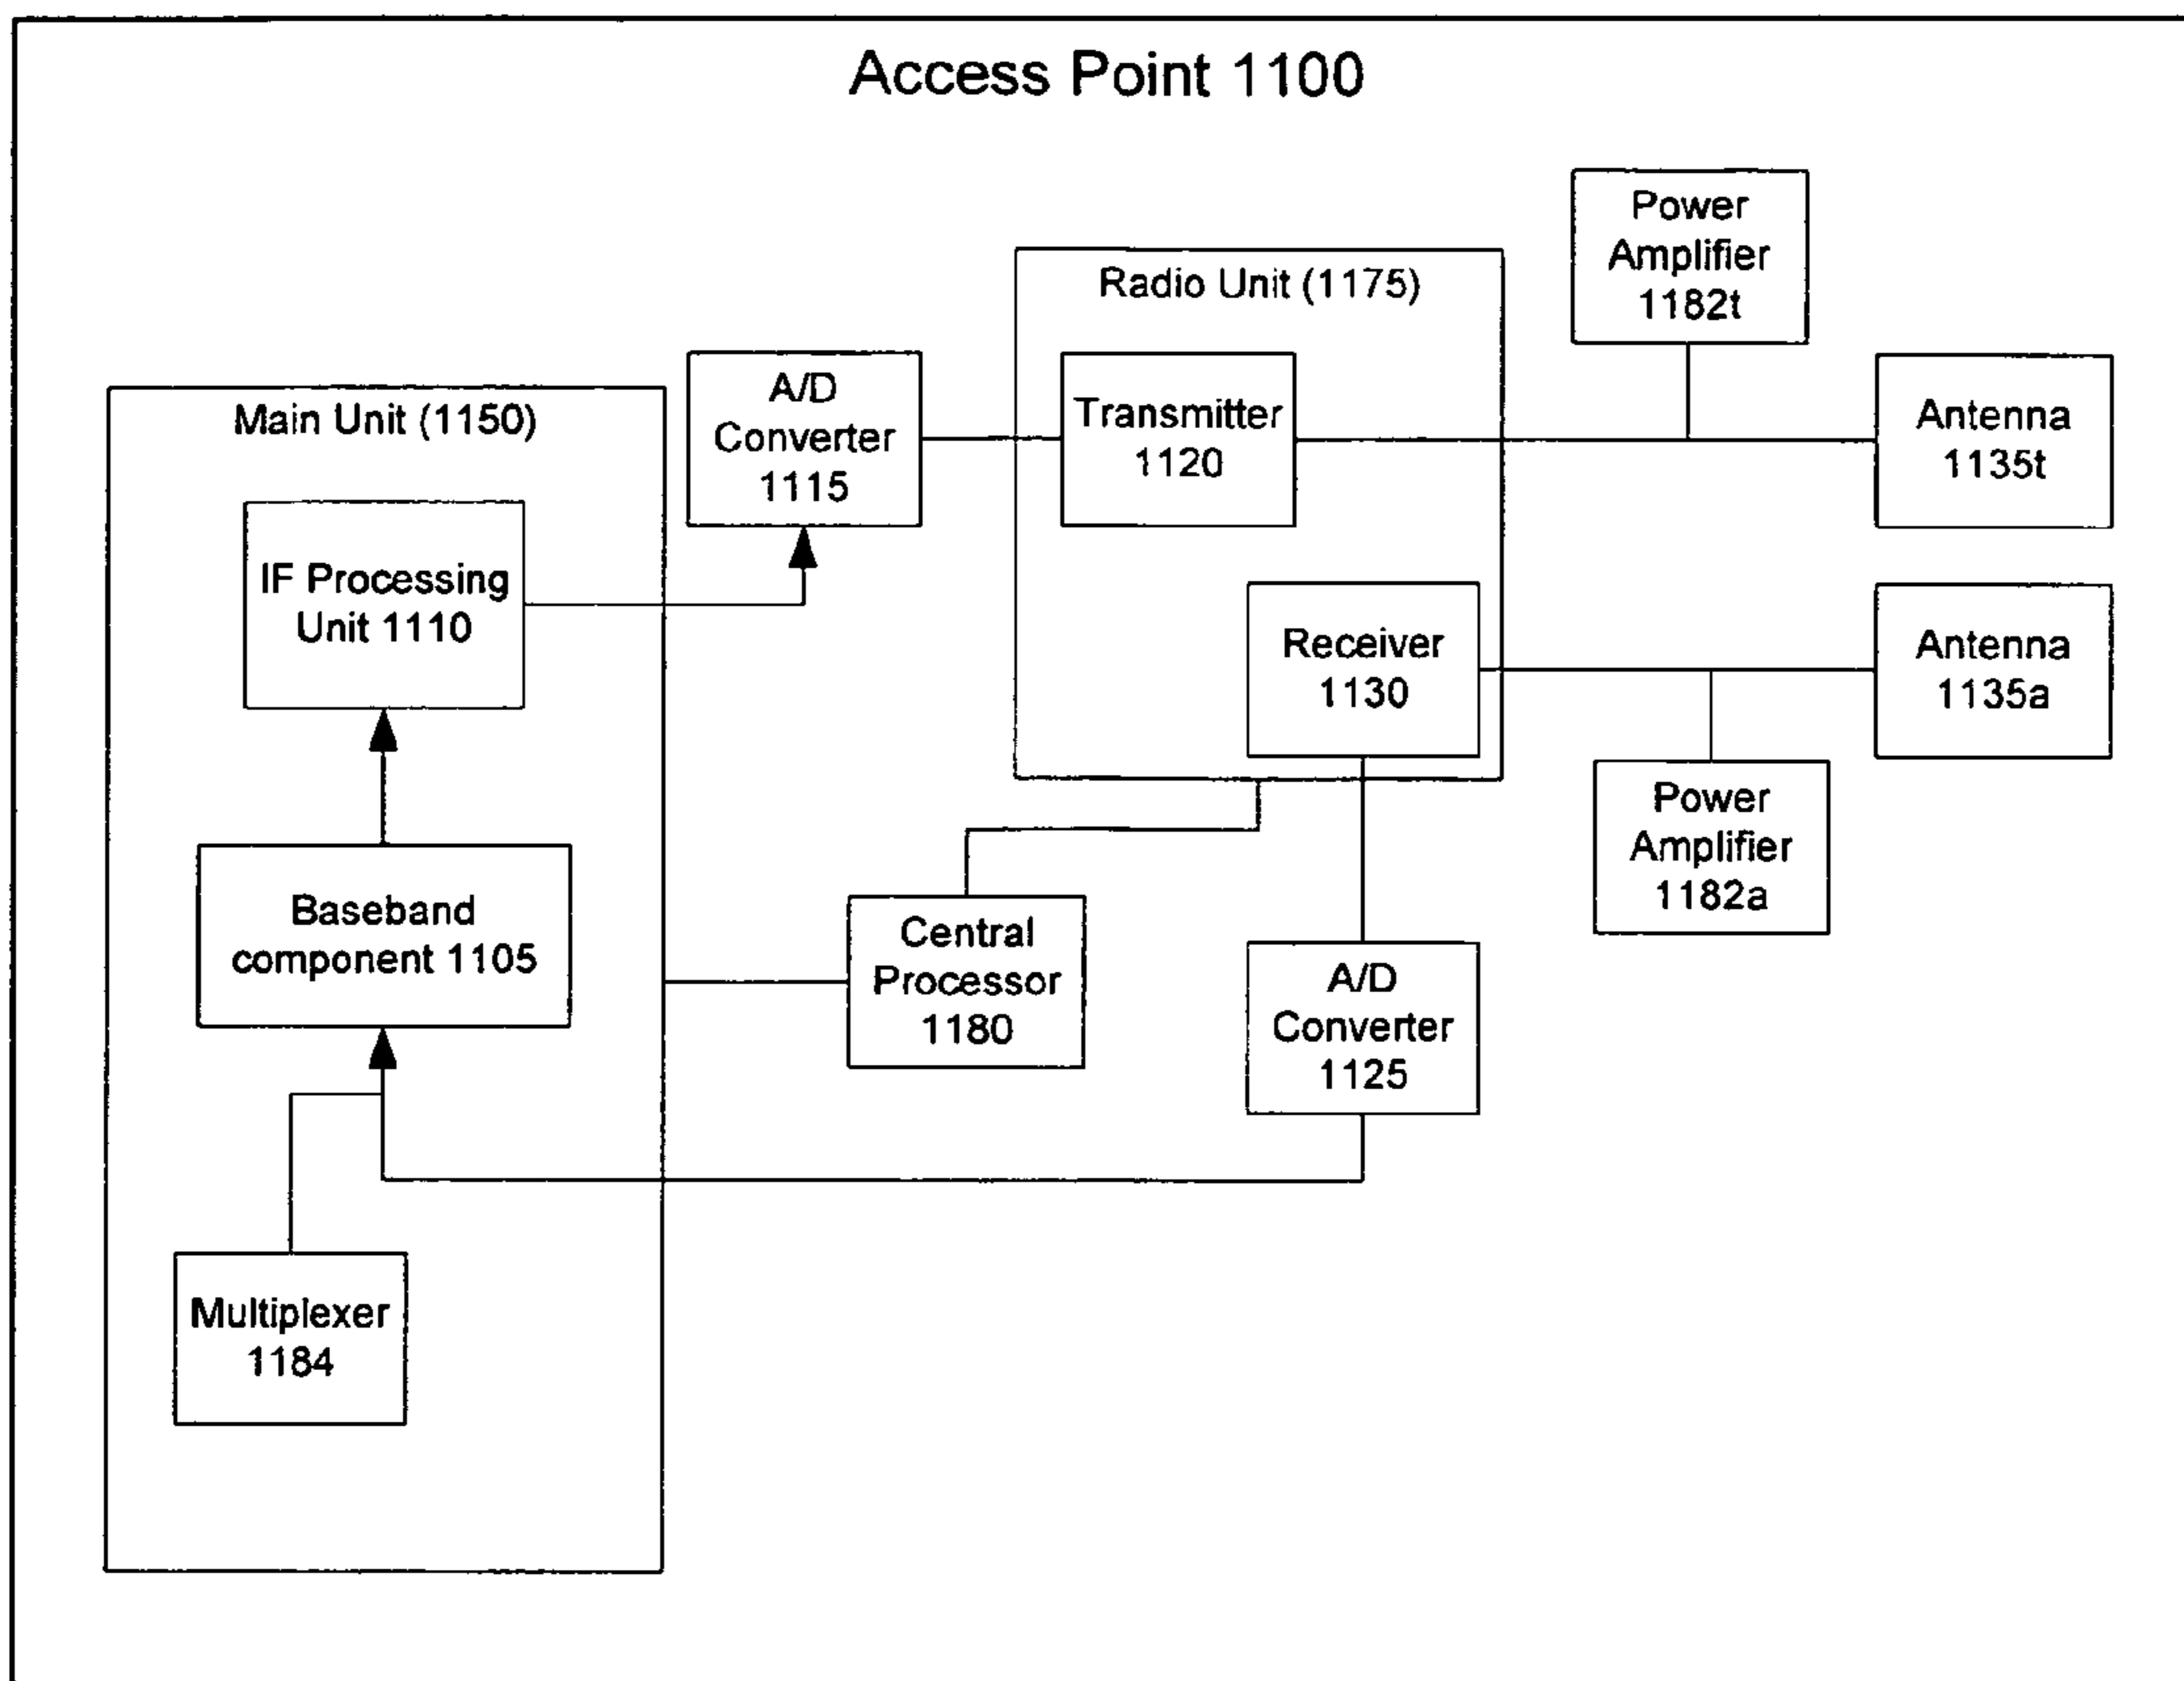 Access Point 1100
Power
Amplifier
1182t
Radio Unit (1175)
A/D
Converter
1115
Transmitter
1120
Antenna
1135t
Main Unit (1150)
IF Processing
Unit 1110
Receiver
1130
Antenna
1135a
Power
Amplifier
1182a
Baseband
component 1105
Central
Processor
1180
A/D
Converter
1125
Multiplexer
1184